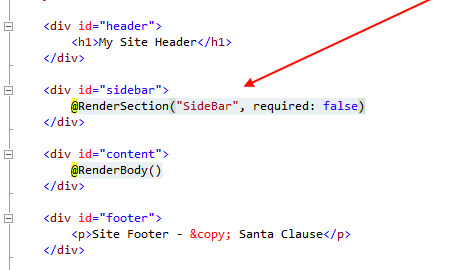 <div id="header">
<h1>My Site Header</h1>
</div>
<div id="sidebar">
@RenderSection("SideBar", required: false)
</div>
<div id="content">
@RenderBody()
</div>
<div id="footer">
<p>Site Footer - &copy; Santa Clause</p>
</div>